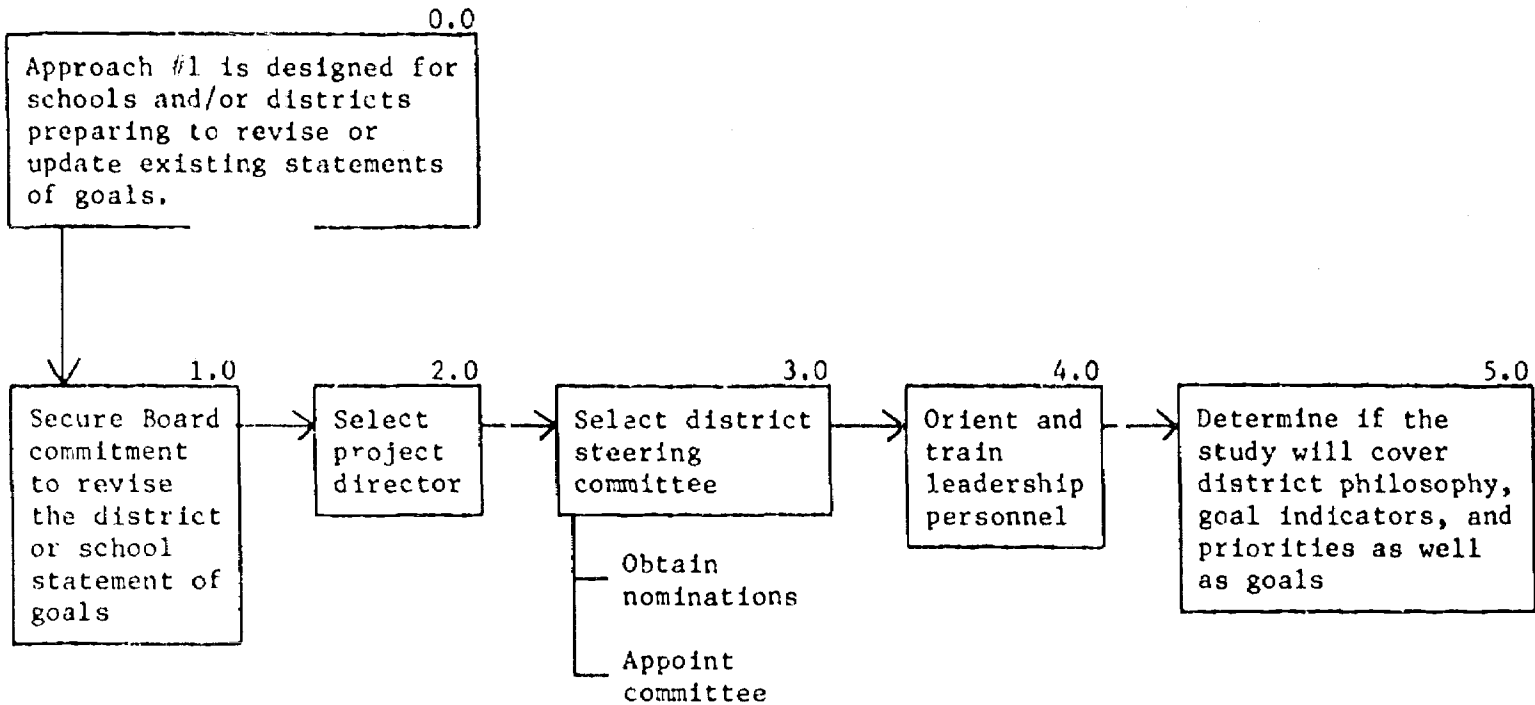 0.0
Approach #1 is designed for
schools and/or districts
preparing to revise or
update existing statements
of goals.
1.0
Secure Board
commitment
to revise
the district
or school
statement of
goals
2.0
Select
project
director
3.0
Select district
steering
committee
Obtain
nominations
Appoint
committee
4.0
Orient and
train
leadership
personnel
5.0
Determine if the
study will cover
district philosophy,
goal indicators, and
priorities as well
as goals